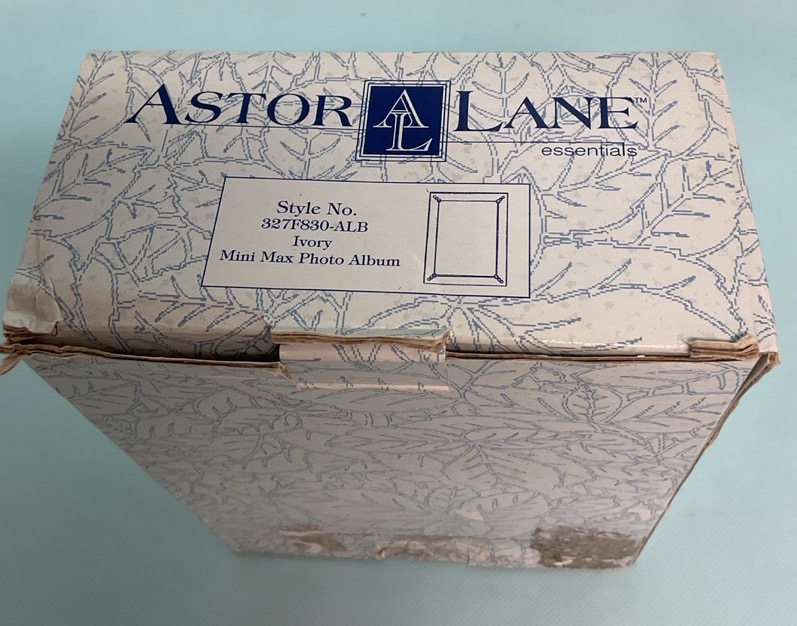 ASTOR AL LANE™
essentials
Style No.
327F830-ALB
Ivory
Mini Max Photo Album